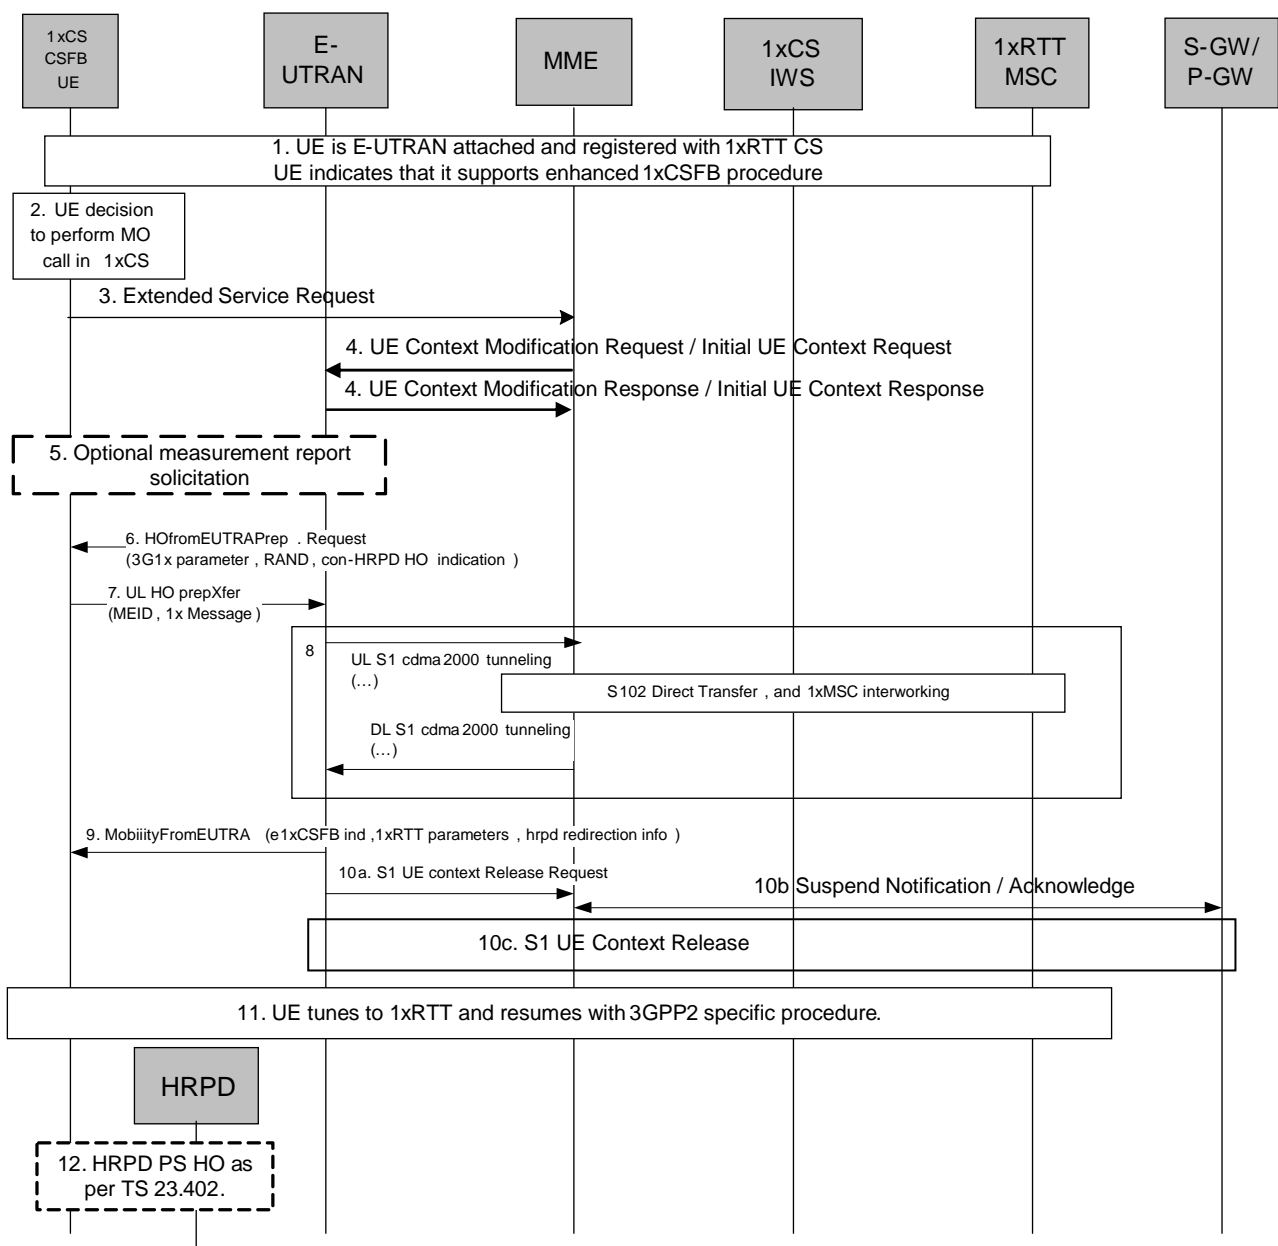 1xCS
CSFB
UE
E-
UTRAN
MME
1xCS
IWS
1xRTT
MSC
S-GW/
P-GW
1. UE is E-UTRAN attached and registered with 1xRTT CS
UE indicates that it supports enhanced 1xCSFB procedure
2. UE decision
to perform MO
call in 1xCS
3. Extended Service Request
4. UE Context Modification Request / Initial UE Context Request
4. UE Context Modification Response / Initial UE Context Response
5. Optional measurement report
solicitation
6. HOfromEUTRAPrep . Request
(3G1x parameter , RAND , con-HRPD HO indication )
7. UL HO prepXfer
(MEID , 1x Message )
8
UL S1 cdma2000 tunneling
(...)
S102 Direct Transfer , and 1xMSC interworking
DL S1 cdma2000 tunneling
(...)
9. MobiiityFromEUTRA (e1xCSFB ind ,1xRTT parameters , hrpd redirection info )
10a. S1 UE context Release Request
10b Suspend Notification / Acknowledge
10c. S1 UE Context Release
11. UE tunes to 1xRTT and resumes with 3GPP2 specific procedure.
HRPD
12. HRPD PS HO as
per TS 23.402.